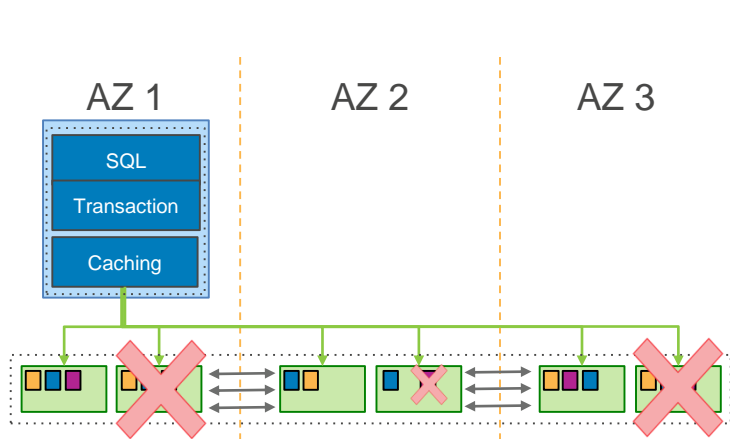 AZ 1
AZ 2
AZ 3
SQL
Transaction
Caching